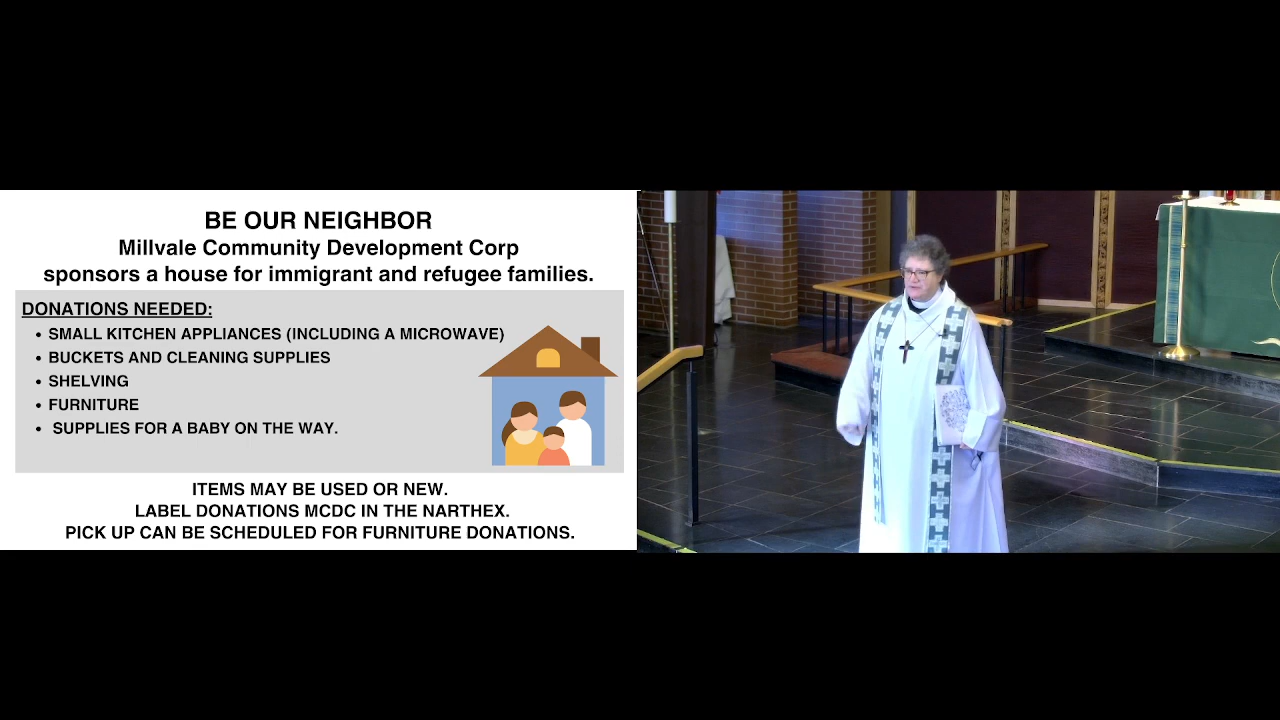 BE OUR NEIGHBOR
Millvale Community Development Corp
sponsors a house for immigrant and refugee families.
DONATIONS NEEDED:
• SMALL KITCHEN APPLIANCES (INCLUDING A MICROWAVE)
• BUCKETS AND CLEANING SUPPLIES
• SHELVING
• FURNITURE
• SUPPLIES FOR A BABY ON THE WAY.
ITEMS MAY BE USED OR NEW.
LABEL DONATIONS MCDC IN THE NARTHEX.
PICK UP CAN BE SCHEDULED FOR FURNITURE DONATIONS.